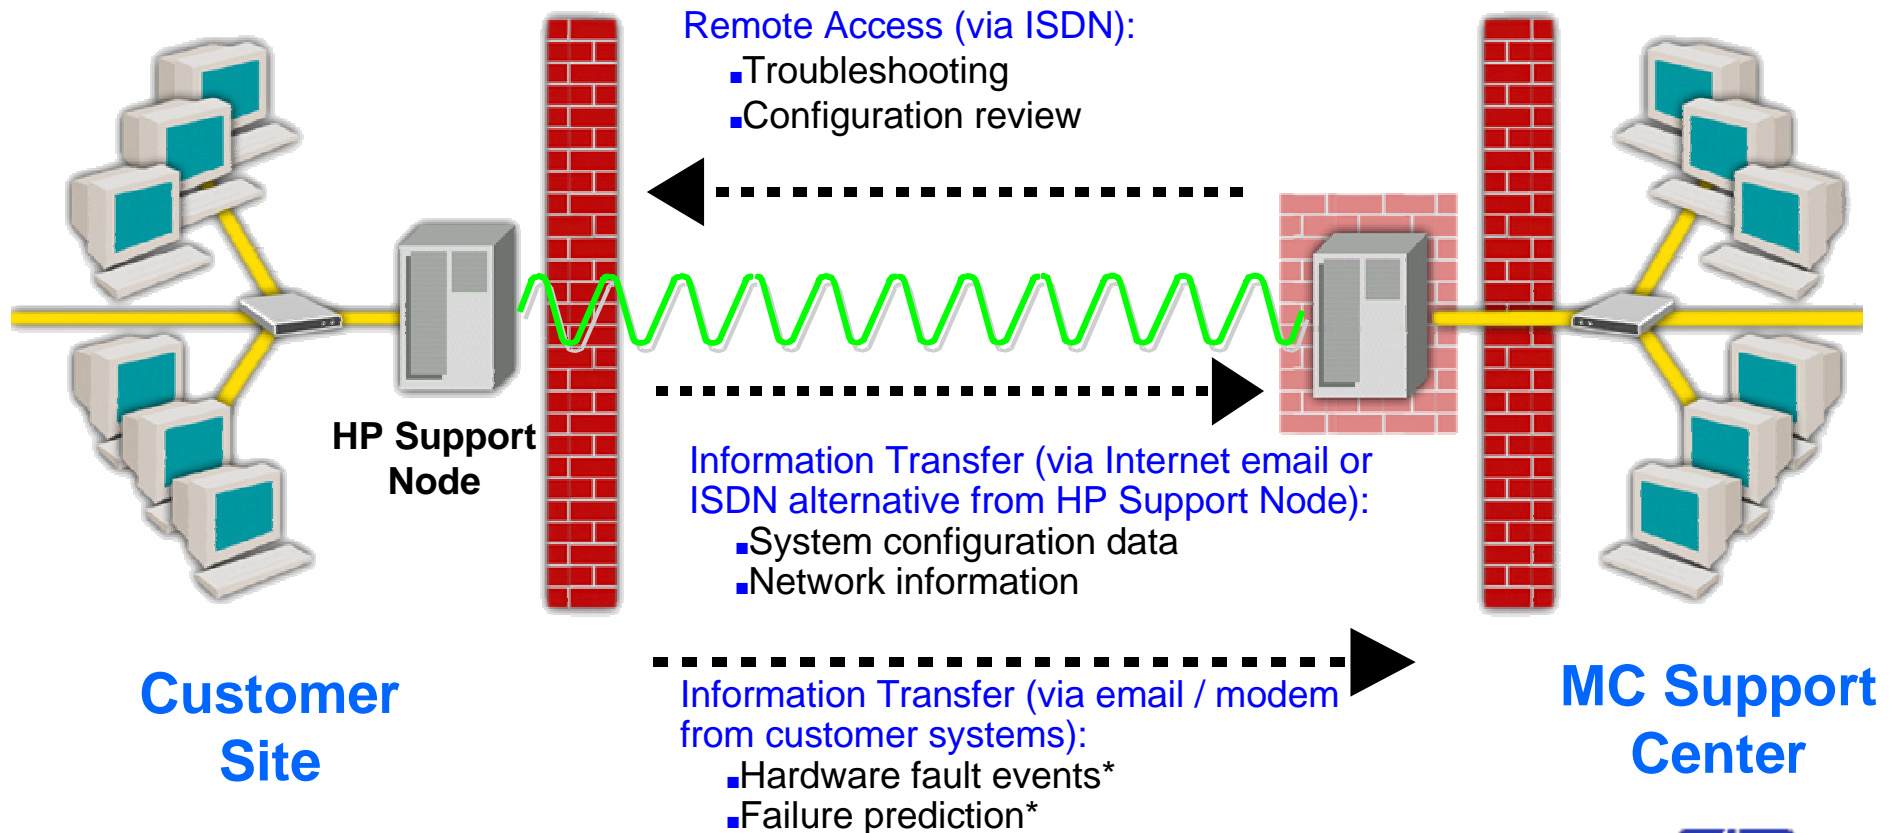 Remote Access (via ISDN):
■Troubleshooting
■Configuration review
HP Support
Node
Information Transfer (via Internet email or
ISDN alternative from HP Support Node):
■System configuration data
■Network information
Customer
Site
Information Transfer (via email / modem
from customer systems):
■Hardware fault events*
■Failure prediction*
MC Support
Center